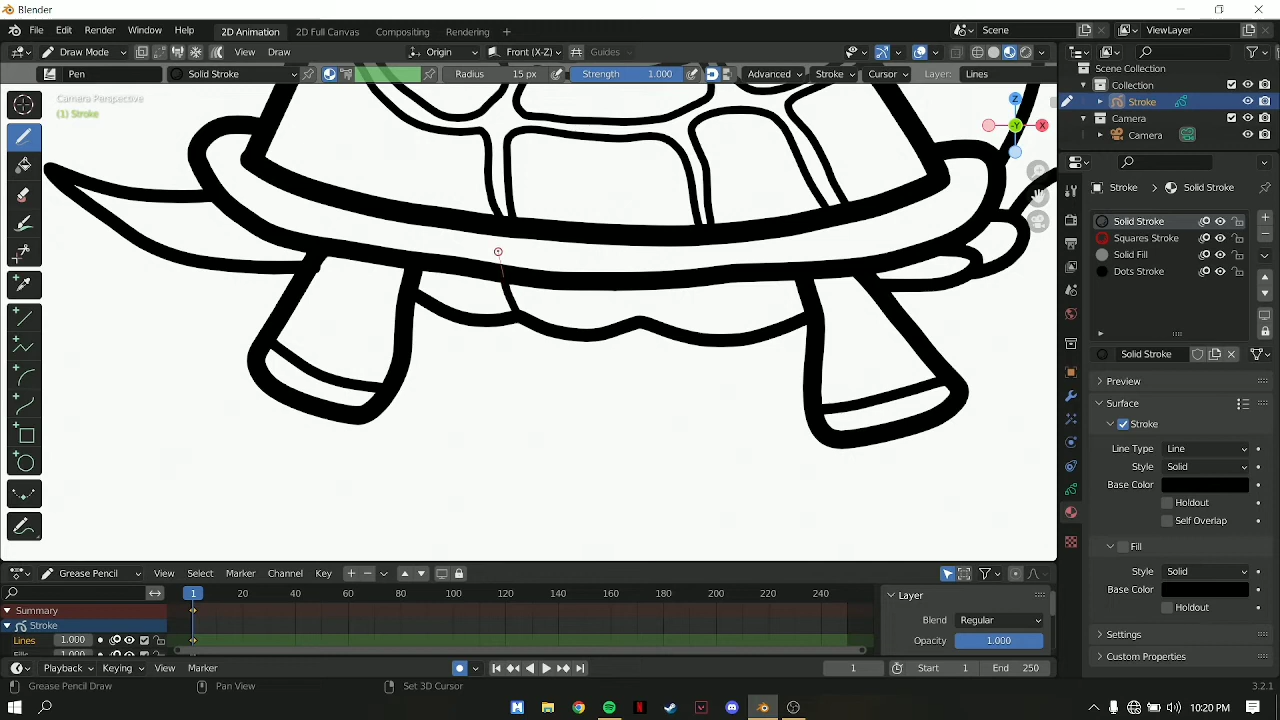 Blender
File Edit Render Window Help 2D Animation 2D Full Canvas Compositing Rendering + Scene ViewLayer
Draw Mode View Draw Origin Front (X-Z) Guides
Pen Solid Stroke Radius 15 px Strength 1.000 Advanced Stroke Cursor Layer: Lines
Scene Collection
Collection
Stroke
Camera
Camera
Camera Perspective
(1) Stroke
Z
-Y
X
Stroke > Solid Stroke
Solid Stroke
Squares Stroke
Solid Fill
Dots Stroke
Solid Stroke
Preview
Surface
Stroke
Line Type Line
Style Solid
Base Color
Holdout
Self Overlap
Fill
Style Solid
Base Color
Holdout
Settings
Custom Properties
Grease Pencil View Select Marker Channel Key
1 20 40 60 80 100 120 140 160 180 200 220 240
Summary
Stroke
Lines 1.000
Layer
Blend Regular
Opacity 1.000
Playback Keying View Marker 1 Start 1 End 250
Grease Pencil Draw Pan View Set 3D Cursor 3.2.1
10:20 PM